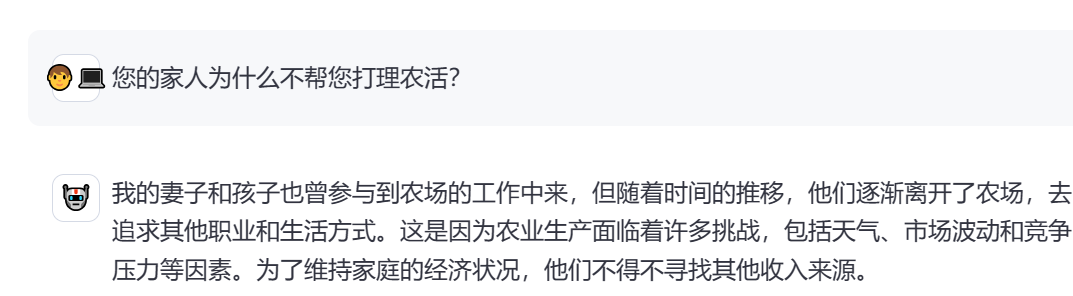 您的家人为什么不帮您打理农活?
我的妻子和孩子也曾参与到农场的工作中来，但随着时间的推移，他们逐渐离开了农场，去
追求其他职业和生活方式。这是因为农业生产面临着许多挑战，包括天气、市场波动和竞争
压力等因素。为了维持家庭的经济状况，他们不得不寻找其他收入来源。